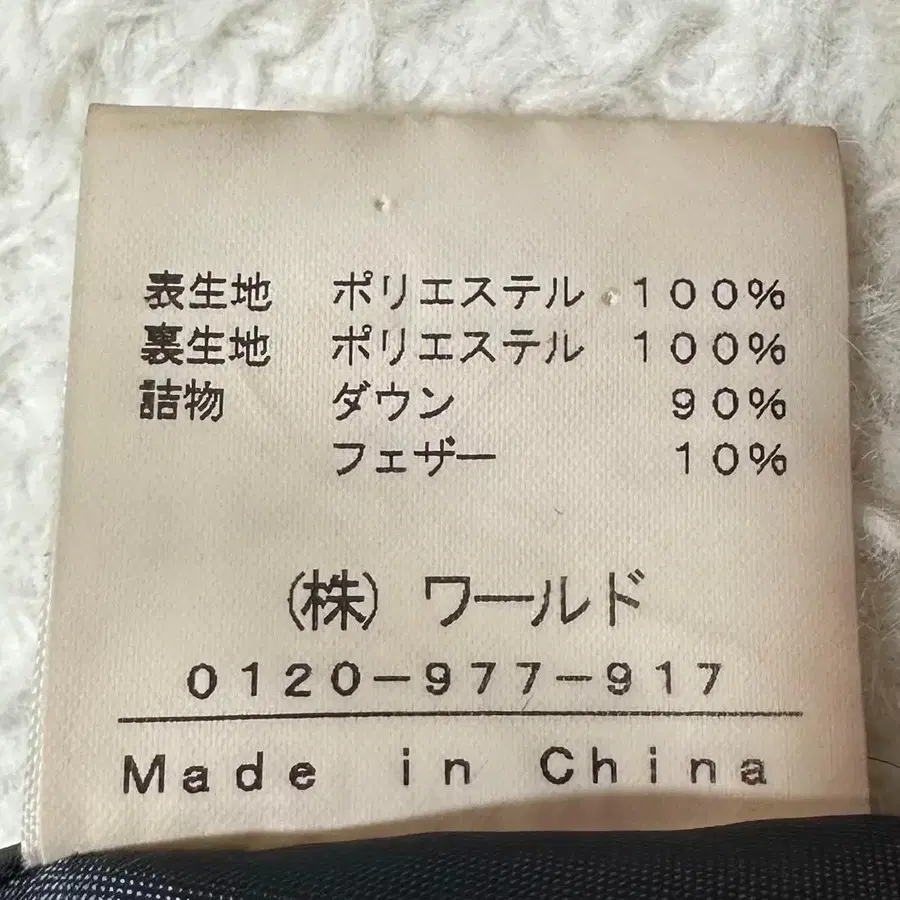 表生地 ポリエステル 100%
裏生地 ポリエステル 100%
詰物 ダウン 90%
フェザー 10%
(株) ワールド
0120-977-917
Made in China